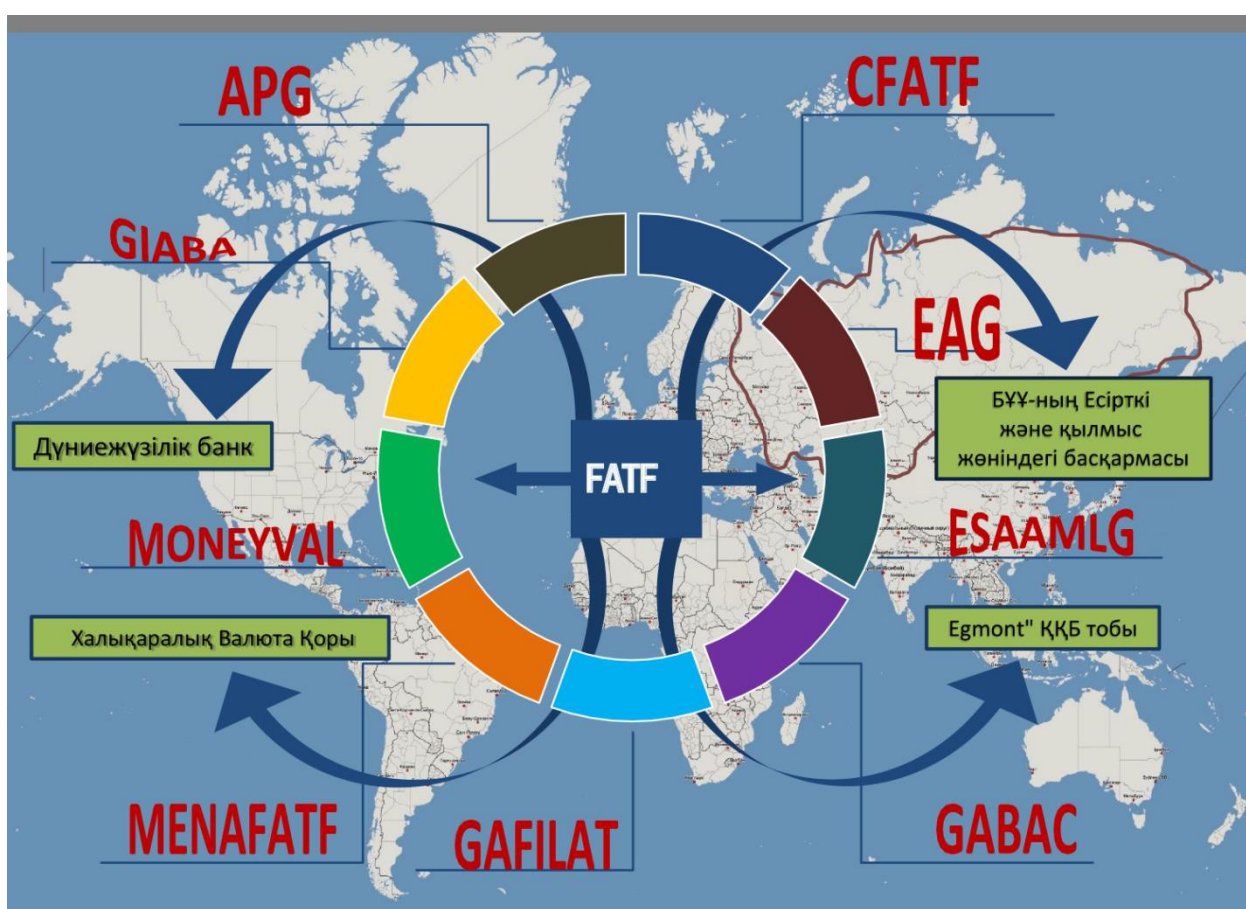 APG
CFATF
GIABA
EAG
БҰҰ-ның Есірткі
және қылмыс
жөніндегі басқармасы
Дүниежүзілік банк
FATF
MONEYVAL
ESAAMLG
Халықаралық Валюта Қоры
Egmont" ҚҚБ тобы
MENAFATF
GAFILAT
GABAC